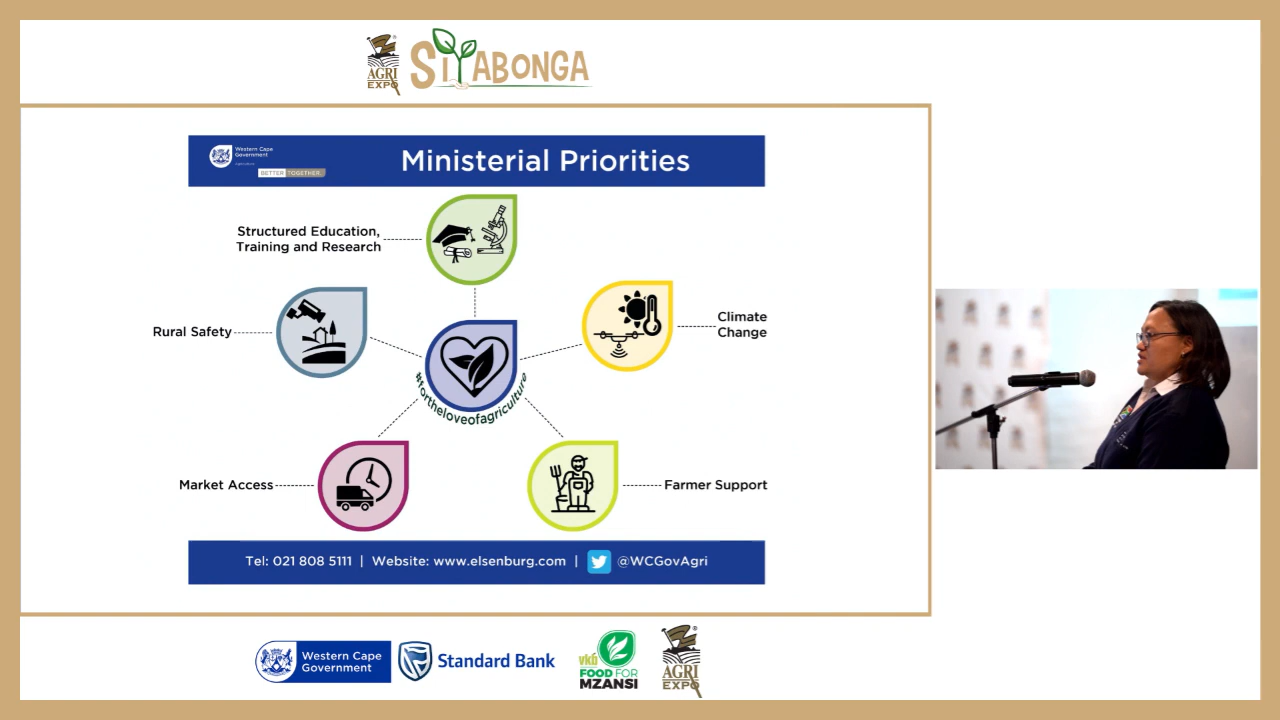 AGRI
EXPO
SIYABONGA
Western Cape
Government
BETTER TOGETHER.
Ministerial Priorities
Structured Education,
Training and Research
Rural Safety
Climate
Change
#fortheloveofagriculture
Market Access
Farmer Support
Tel: 021 808 5111 | Website: www.elsenburg.com | @WCGovAgri
Western Cape
Government
Standard Bank
vkb
FOOD FOR
MZANSI
AGRI
EXPO